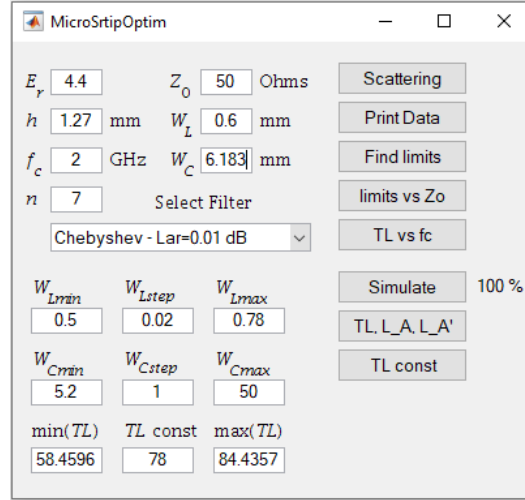 MicroSrtipOptim
E_r 4.4 Z_0 50 Ohms Scattering
h 1.27 mm W_L 0.6 mm Print Data
f_c 2 GHz W_C 6.183 mm Find limits
n 7 Select Filter limits vs Zo
Chebyshev - Lar=0.01 dB TL vs fc
W_Lmin W_Lstep W_Lmax Simulate 100 %
0.5 0.02 0.78 TL, L_A, L_A'
W_Cmin W_Cstep W_Cmax TL const
5.2 1 50
min(TL) TL const max(TL)
58.4596 78 84.4357